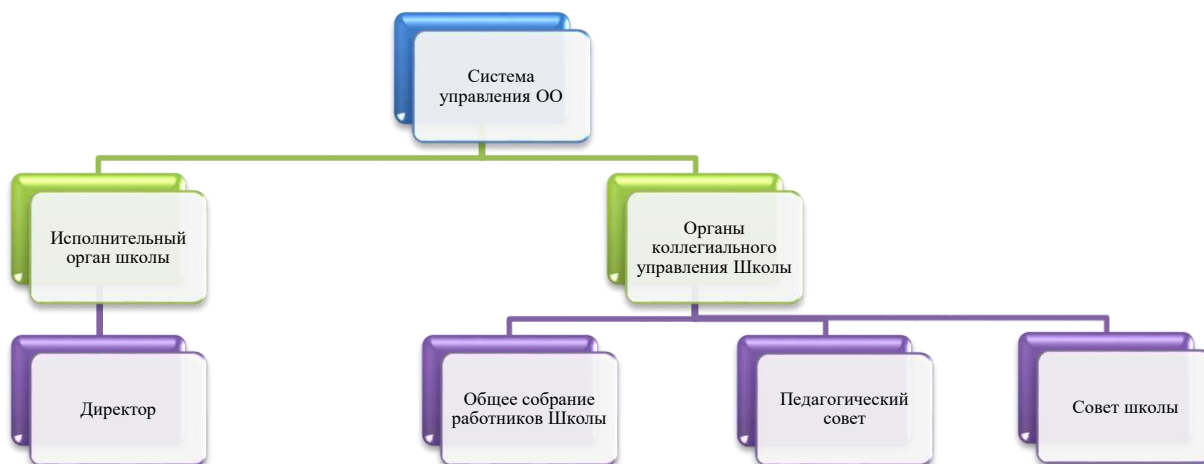 Система
управления ОО
Исполнительный
орган школы
Органы
коллегиального
управления Школы
Директор
Общее собрание
работников Школы
Педагогический
совет
Совет школы